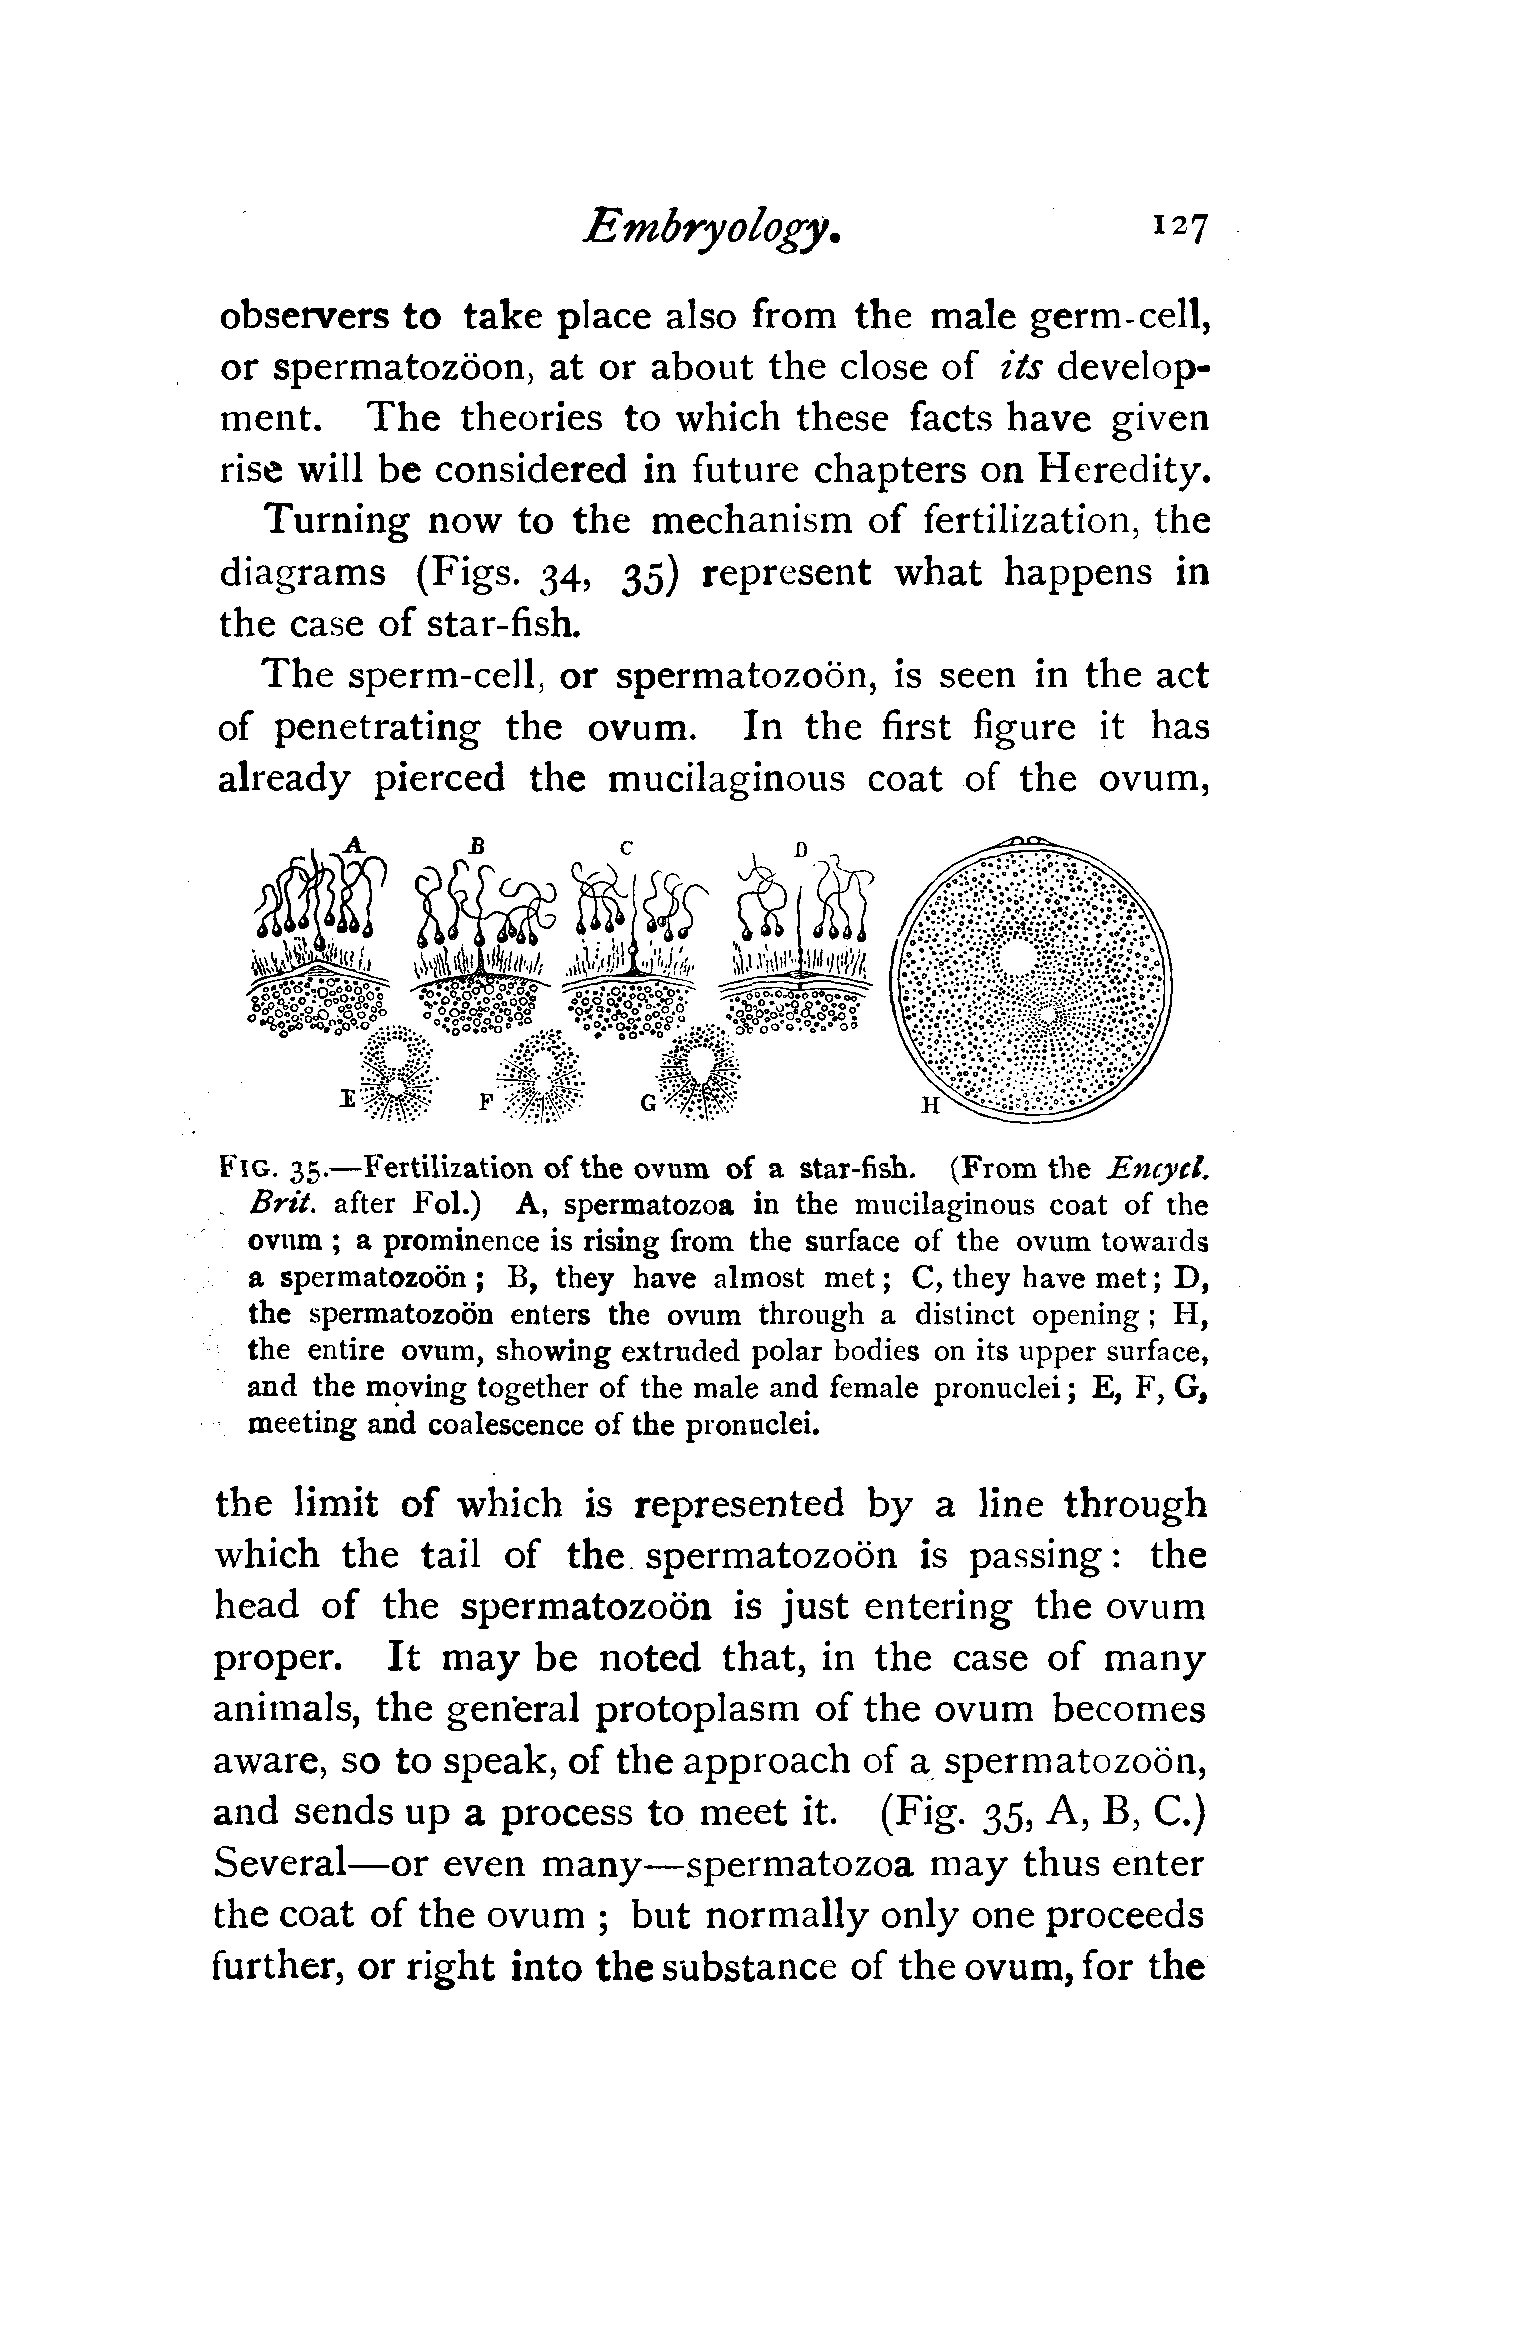 Embryology. 127
observers to take place also from the male germ-cell,
or spermatozöon, at or about the close of its develop-
ment. The theories to which these facts have given
rise will be considered in future chapters on Heredity.
Turning now to the mechanism of fertilization, the
diagrams (Figs. 34, 35) represent what happens in
the case of star-fish.
The sperm-cell, or spermatozoön, is seen in the act
of penetrating the ovum. In the first figure it has
already pierced the mucilaginous coat of the ovum,
A B C D
E F G H
FIG. 35.—Fertilization of the ovum of a star-fish. (From the Encycl.
Brit. after Fol.) A, spermatozoa in the mucilaginous coat of the
ovum ; a prominence is rising from the surface of the ovum towards
a spermatozoön ; B, they have almost met ; C, they have met ; D,
the spermatozoön enters the ovum through a distinct opening ; H,
the entire ovum, showing extruded polar bodies on its upper surface,
and the moving together of the male and female pronuclei ; E, F, G,
meeting and coalescence of the pronuclei.
the limit of which is represented by a line through
which the tail of the spermatozoön is passing : the
head of the spermatozoön is just entering the ovum
proper. It may be noted that, in the case of many
animals, the general protoplasm of the ovum becomes
aware, so to speak, of the approach of a spermatozoön,
and sends up a process to meet it. (Fig. 35, A, B, C.)
Several—or even many—spermatozoa may thus enter
the coat of the ovum ; but normally only one proceeds
further, or right into the substance of the ovum, for the